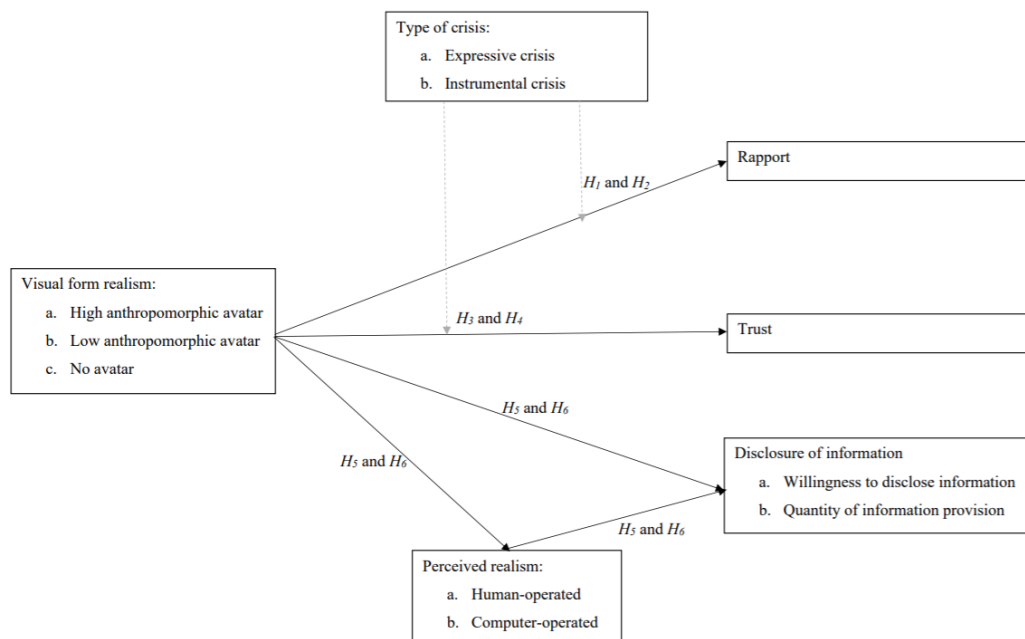 Type of crisis:
a. Expressive crisis
b. Instrumental crisis
Rapport
H₁ and H₂
Visual form realism:
a. High anthropomorphic avatar
b. Low anthropomorphic avatar
c. No avatar
H₃ and H₄
Trust
H₅ and H₆
H₅ and H₆
Disclosure of information
a. Willingness to disclose information
b. Quantity of information provision
H₅ and H₆
Perceived realism:
a. Human-operated
b. Computer-operated